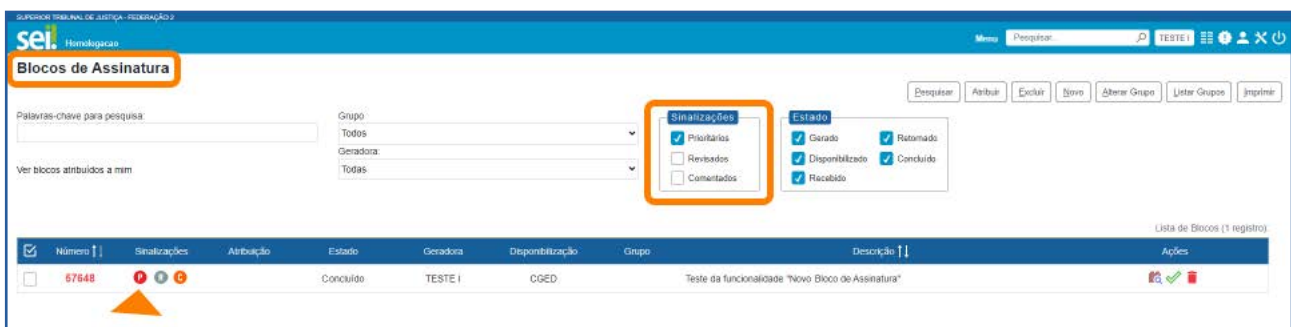 SUPERIOR TRIBUNAL DE JUSTIÇA - FEDERAÇÃO 2
sei! Homologacao Menu Pesquisar... TESTE I
Blocos de Assinatura
Pesquisar Atribuir Excluir Novo Alterar Grupo Listar Grupos Imprimir
Palavras-chave para pesquisa: Grupo Sinalizações Estado
Todos Prioritários Gerado Retornado
Geradora: Revisados Disponibilizado Concluído
Ver blocos atribuídos a mim Todas Comentados Recebido
Lista de Blocos (1 registro):
Número Sinalizações Atribuição Estado Geradora Disponibilização Grupo Descrição Ações
67648 P R C Concluído TESTE I CGED Teste da funcionalidade "Novo Bloco de Assinatura"